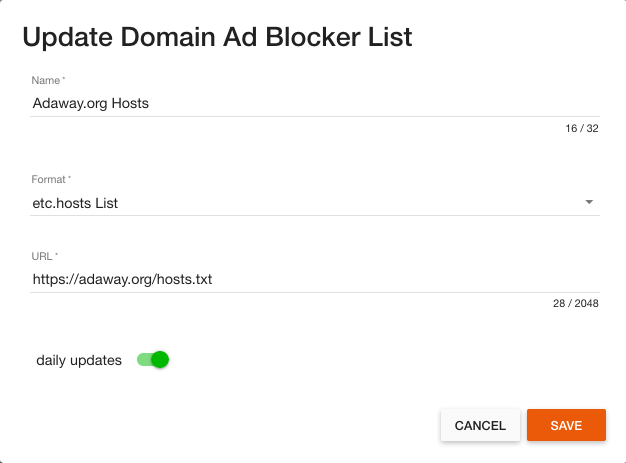 Update Domain Ad Blocker List
Name *
Adaway.org Hosts
16 / 32
Format *
etc.hosts List
URL *
https://adaway.org/hosts.txt
28 / 2048
daily updates
CANCEL SAVE